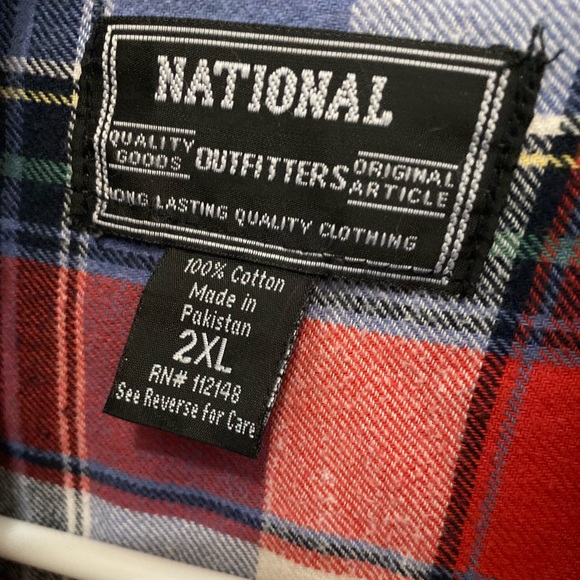 NATIONAL
QUALITY GOODS OUTFITTERS ORIGINAL ARTICLE
LONG LASTING QUALITY CLOTHING
100% Cotton
Made in
Pakistan
2XL
RN# 112148
See Reverse for Care